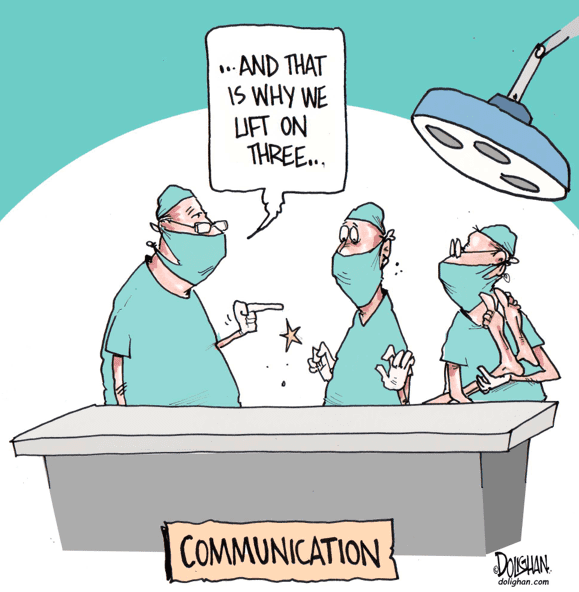 ...AND THAT
IS WHY WE
LIFT ON
THREE...
COMMUNICATION
©DOLIGHAN.
dolighan.com